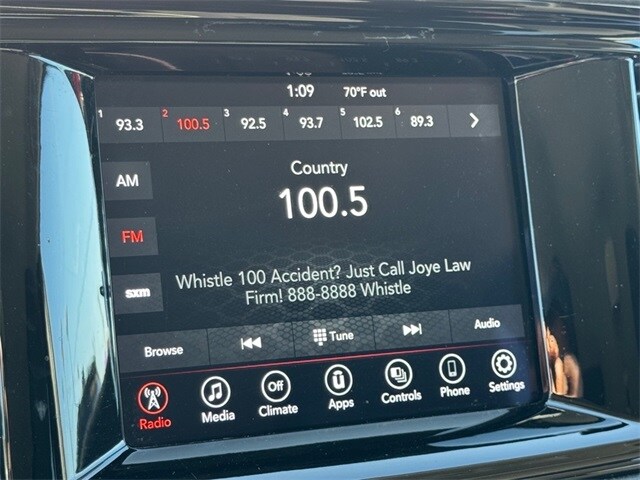 1:09 70°F out
1 93.3 2 100.5 3 92.5 4 93.7 5 102.5 6 89.3
AM
Country
100.5
FM
sxm
Whistle 100 Accident? Just Call Joye Law
Firm! 888-8888 Whistle
Browse Tune Audio
Off
Radio Media Climate Apps Controls Phone Settings